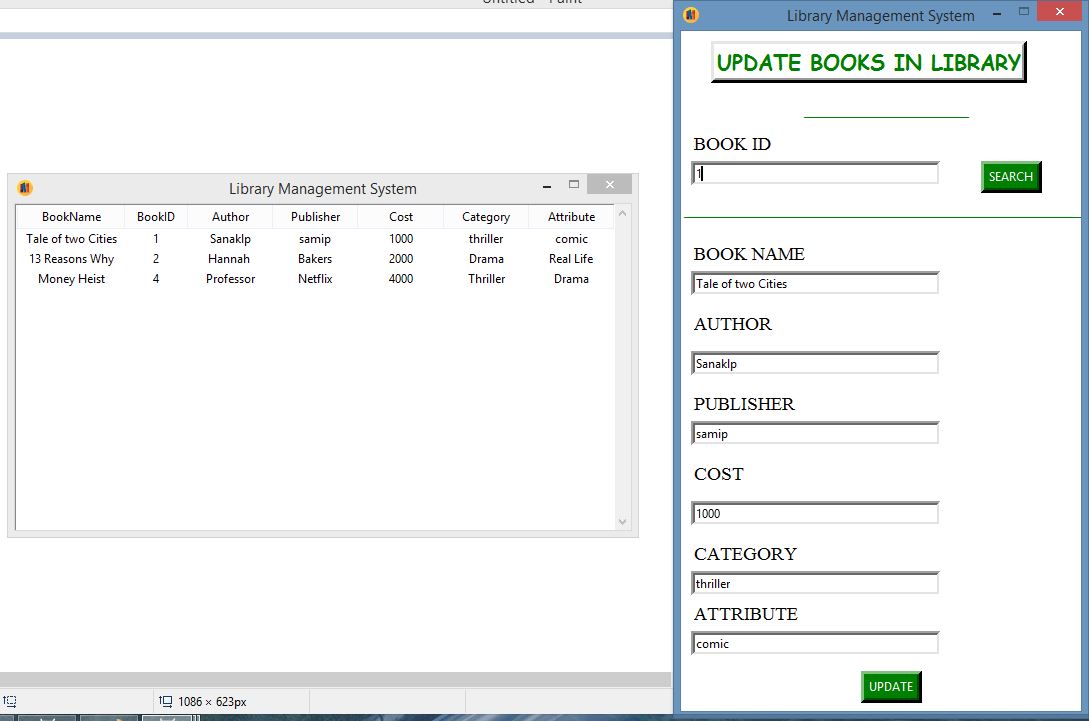 Untitled - Paint
Library Management System
BookName BookID Author Publisher Cost Category Attribute
Tale of two Cities 1 Sanaklp samip 1000 thriller comic
13 Reasons Why 2 Hannah Bakers 2000 Drama Real Life
Money Heist 4 Professor Netflix 4000 Thriller Drama
1086 × 623px
Library Management System
UPDATE BOOKS IN LIBRARY
BOOK ID
1
SEARCH
BOOK NAME
Tale of two Cities
AUTHOR
Sanaklp
PUBLISHER
samip
COST
1000
CATEGORY
thriller
ATTRIBUTE
comic
UPDATE